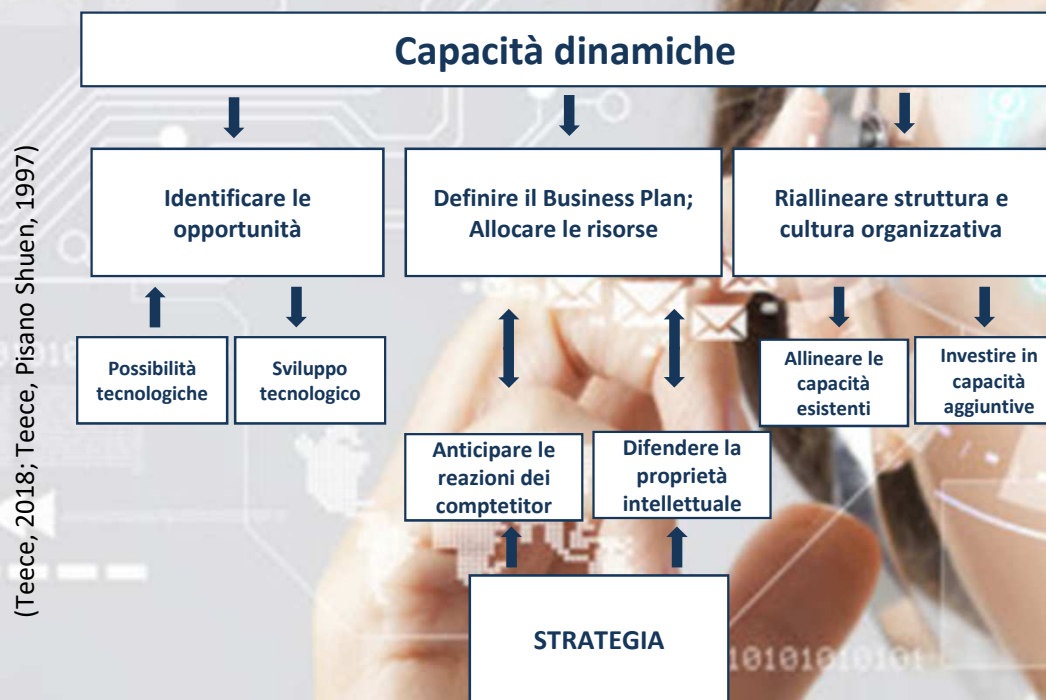 Capacità dinamiche
(Teece, 2018; Teece, Pisano Shuen, 1997)
Identificare le
opportunità
Definire il Business Plan;
Allocare le risorse
Riallineare struttura e
cultura organizzativa
Possibilità
tecnologiche
Sviluppo
tecnologico
Allineare le
capacità
esistenti
Investire in
capacità
aggiuntive
Anticipare le
reazioni dei
comptetitor
Difendere la
proprietà
intellettuale
STRATEGIA
10101010101